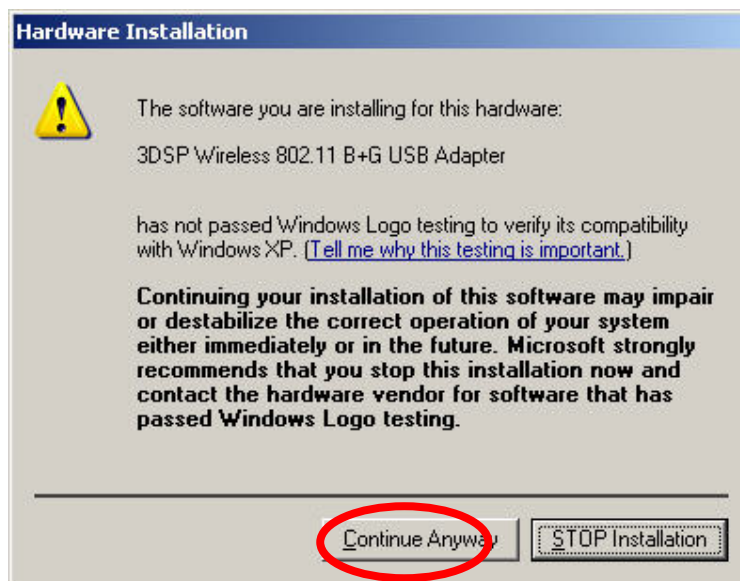 Hardware Installation
The software you are installing for this hardware:
3DSP Wireless 802.11 B+G USB Adapter
has not passed Windows Logo testing to verify its compatibility
with Windows XP. (Tell me why this testing is important.)
Continuing your installation of this software may impair
or destabilize the correct operation of your system
either immediately or in the future. Microsoft strongly
recommends that you stop this installation now and
contact the hardware vendor for software that has
passed Windows Logo testing.
Continue Anyway STOP Installation